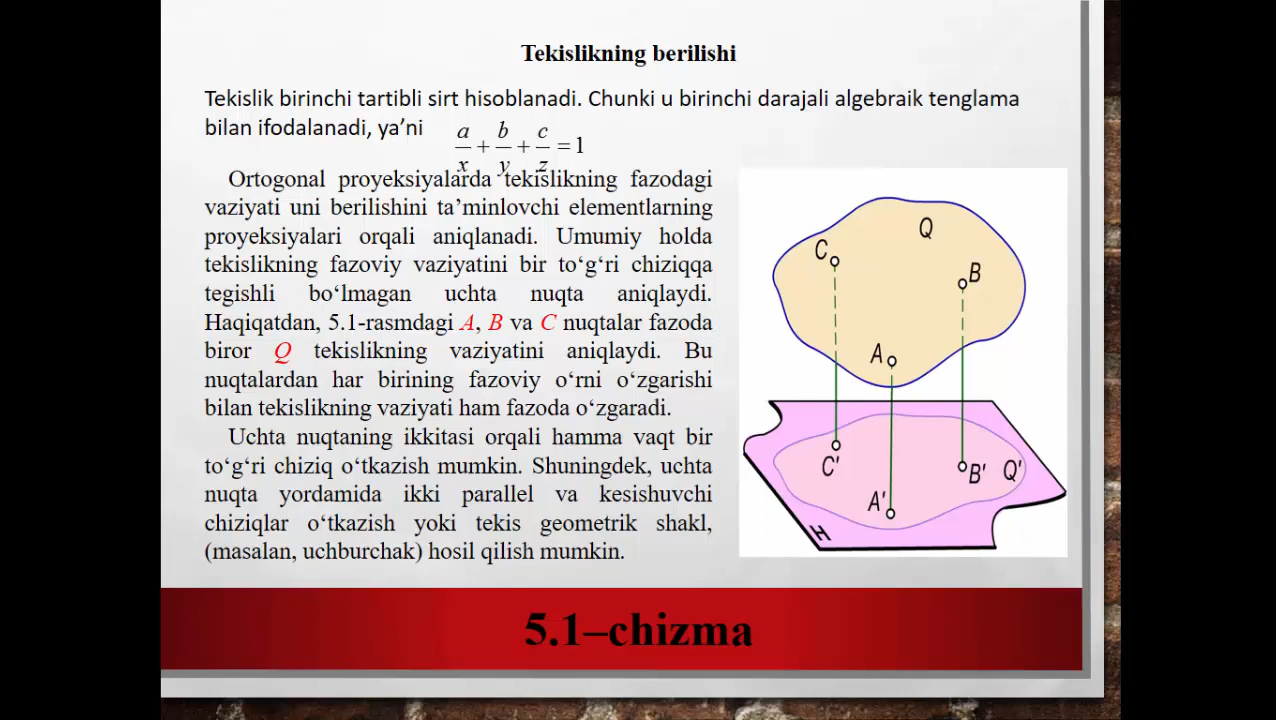 Tekislikning berilishi
Tekislik birinchi tartibli sirt hisoblanadi. Chunki u birinchi darajali algebraik tenglama
bilan ifodalanadi, ya’ni a/x + b/y + c/z = 1
Ortogonal proyeksiyalarda tekislikning fazodagi
vaziyati uni berilishini ta’minlovchi elementlarning
proyeksiyalari orqali aniqlanadi. Umumiy holda
tekislikning fazoviy vaziyatini bir to‘g‘ri chiziqqa
tegishli bo‘lmagan uchta nuqta aniqlaydi.
Haqiqatdan, 5.1-rasmdagi A, B va C nuqtalar fazoda
biror Q tekislikning vaziyatini aniqlaydi. Bu
nuqtalardan har birining fazoviy o‘rni o‘zgarishi
bilan tekislikning vaziyati ham fazoda o‘zgaradi.
Uchta nuqtaning ikkitasi orqali hamma vaqt bir
to‘g‘ri chiziq o‘tkazish mumkin. Shuningdek, uchta
nuqta yordamida ikki parallel va kesishuvchi
chiziqlar o‘tkazish yoki tekis geometrik shakl,
(masalan, uchburchak) hosil qilish mumkin.
Q
C
B
A
C'
B'
Q'
A'
H
5.1–chizma